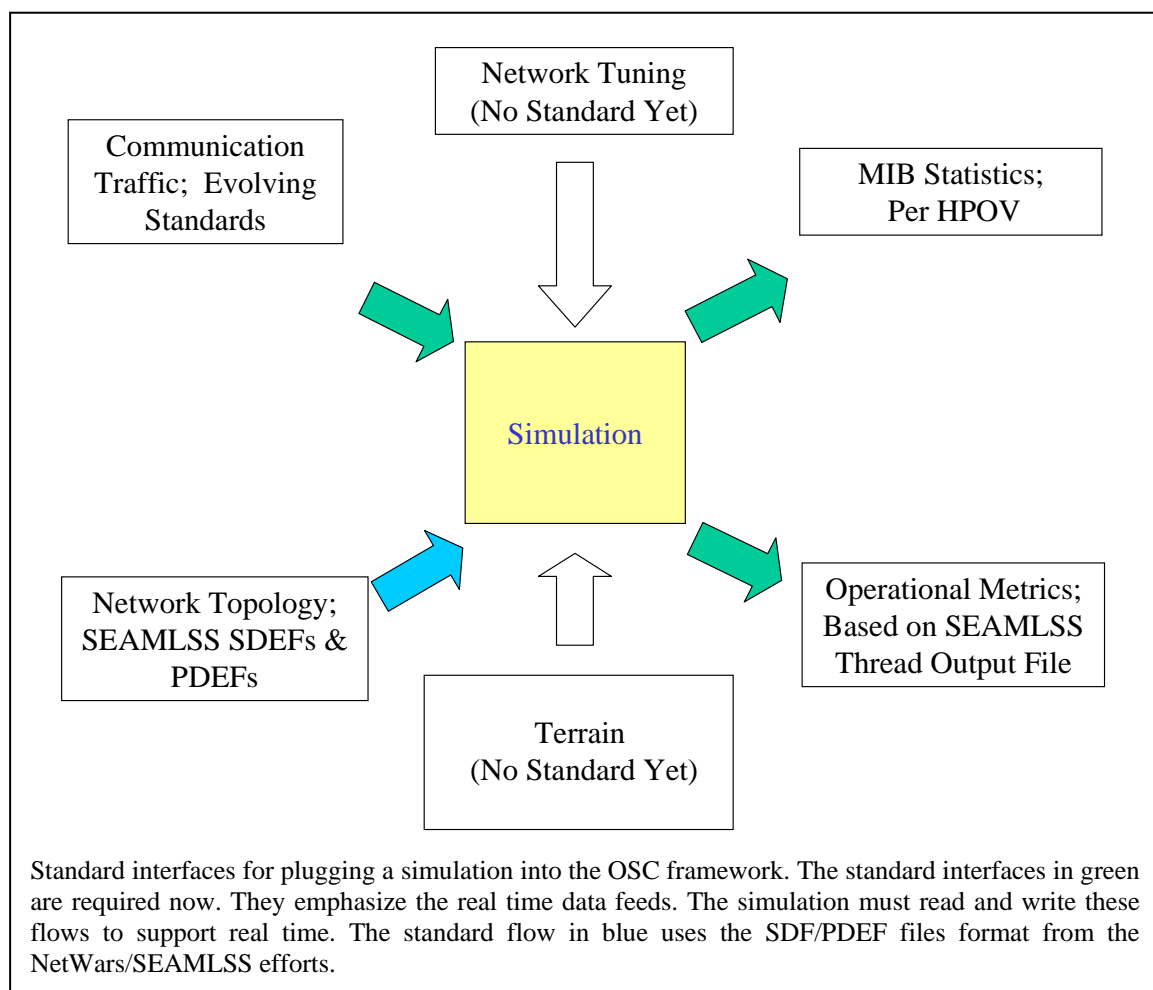 Network Tuning
(No Standard Yet)
Communication
Traffic;  Evolving
Standards
MIB Statistics;
Per HPOV
Simulation
Network Topology;
SEAMLSS SDEFs &
PDEFs
Operational Metrics;
Based on SEAMLSS
Thread Output File
Terrain
(No Standard Yet)
Standard interfaces for plugging a simulation into the OSC framework. The standard interfaces in green
are required now. They emphasize the real time data feeds. The simulation must read and write these
flows to support real time. The standard flow in blue uses the SDF/PDEF files format from the
NetWars/SEAMLSS efforts.